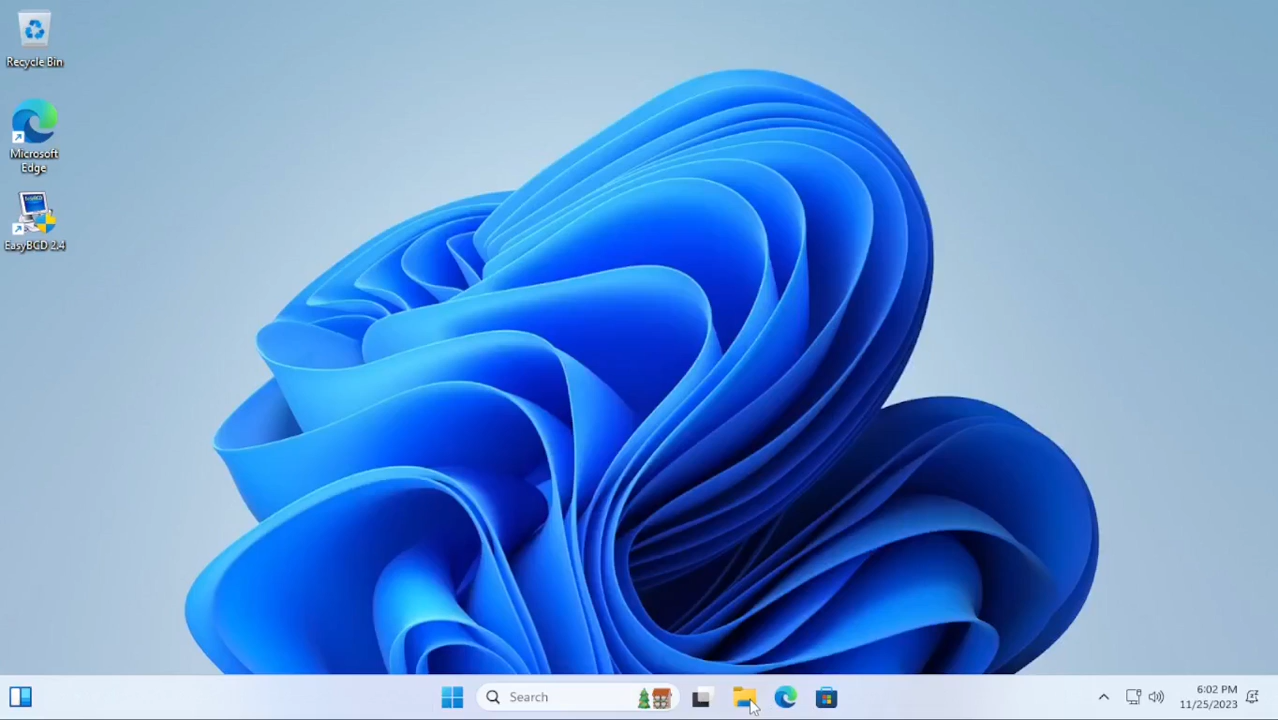 Recycle Bin
Microsoft
Edge
EasyBCD 2.4
Search
6:02 PM
11/25/2023